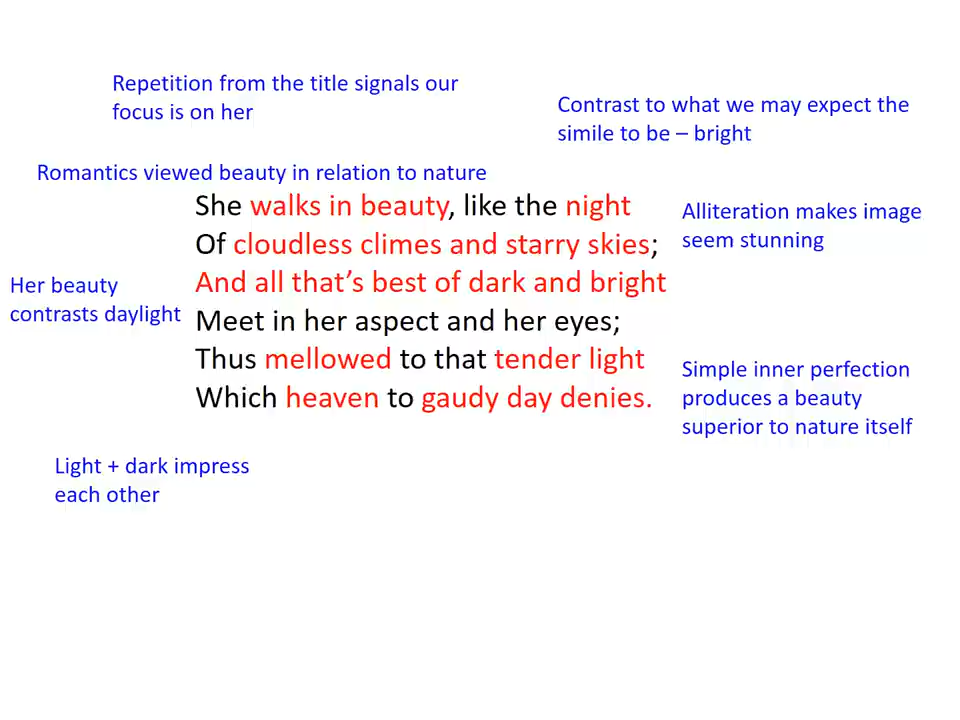 Repetition from the title signals our
focus is on her
Contrast to what we may expect the
simile to be – bright
Romantics viewed beauty in relation to nature
She walks in beauty, like the night
Of cloudless climes and starry skies;
And all that’s best of dark and bright
Meet in her aspect and her eyes;
Thus mellowed to that tender light
Which heaven to gaudy day denies.
Alliteration makes image
seem stunning
Her beauty
contrasts daylight
Simple inner perfection
produces a beauty
superior to nature itself
Light + dark impress
each other